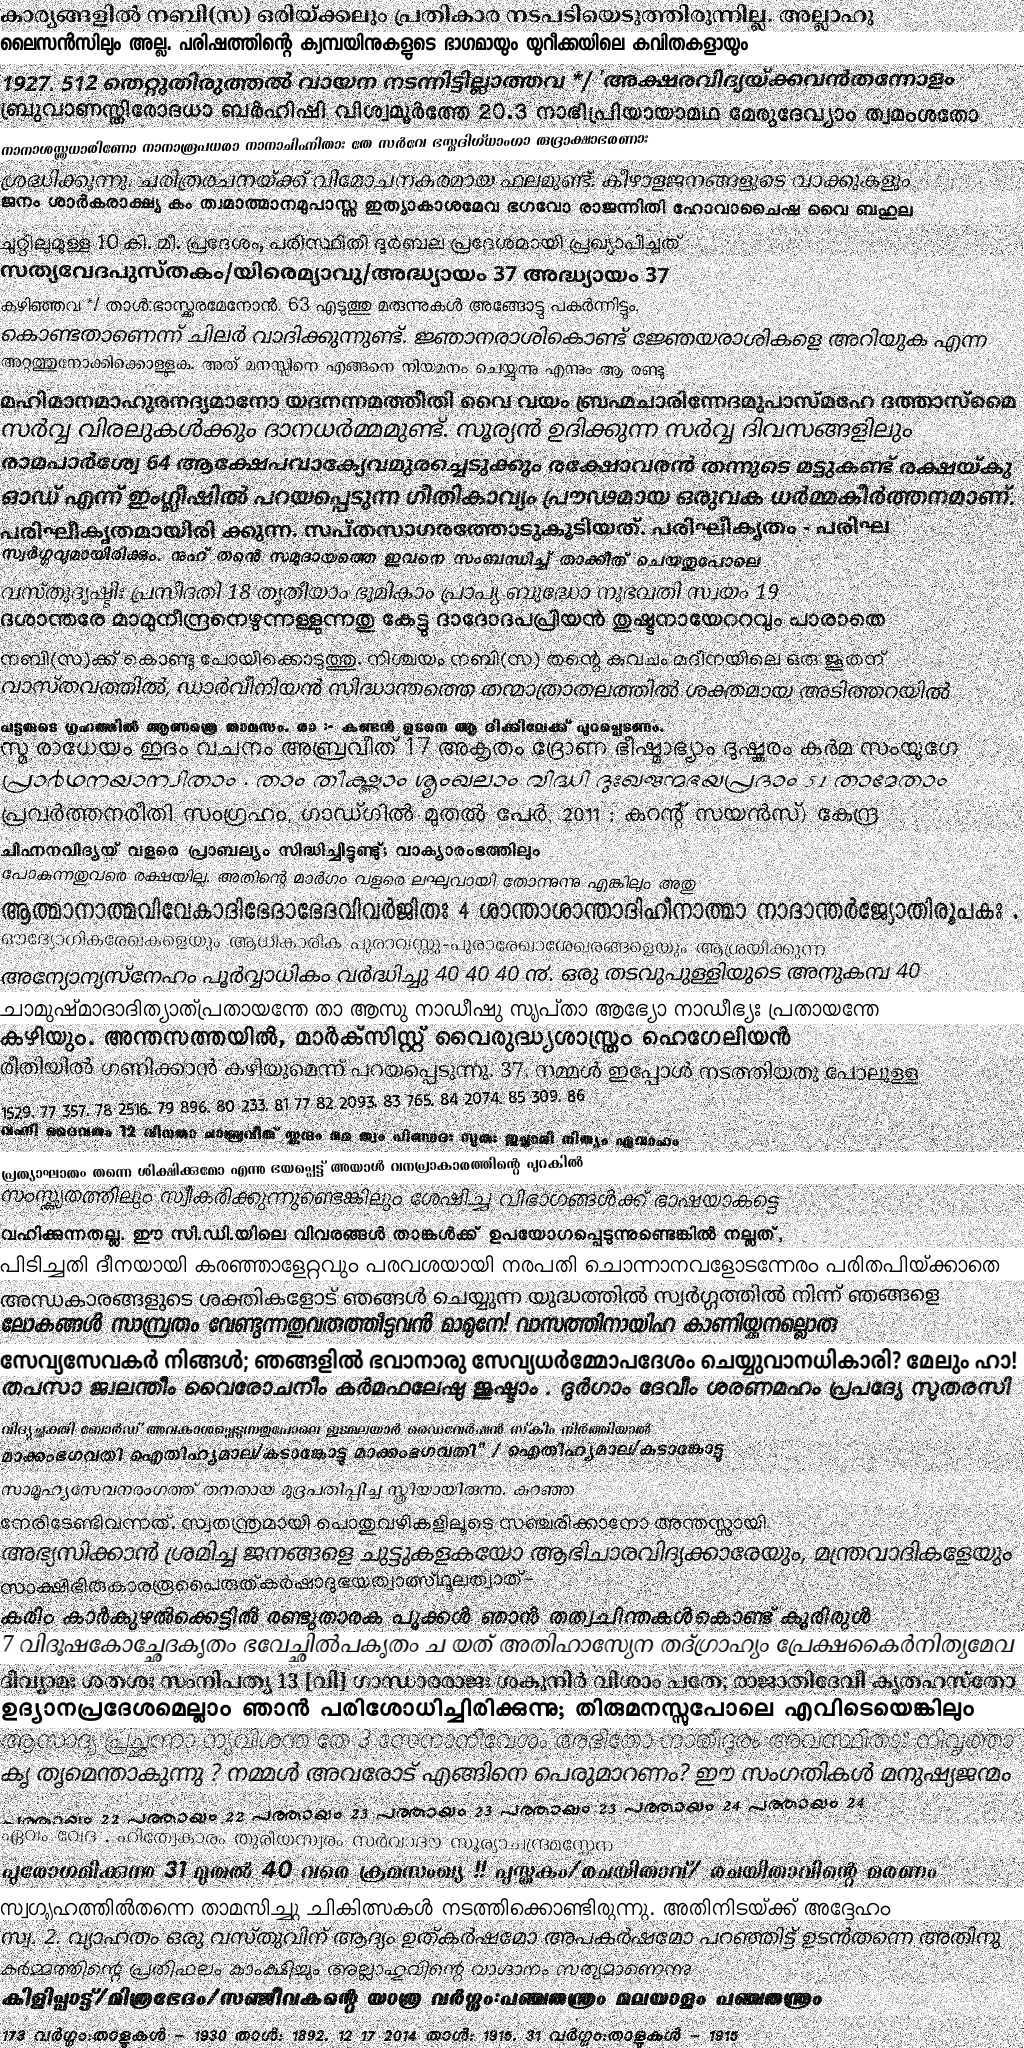 കാര്യങ്ങളിൽ നബി(സ) ഒരിയ്ക്കലും പ്രതികാര നടപടിയെടുത്തിരുന്നില്ല. അല്ലാഹു
ലൈസൻസിലും അല്ല. പരിഷത്തിന്റെ ക്യമ്പയിനുകളുടെ ഭാഗമായും യുറീക്കയിലെ കവിതകളായും
1927. 512 തെറ്റുതിരുത്തൽ വായന നടന്നിട്ടില്ലാത്തവ */ 'അക്ഷരവിദ്യയ്ക്കവൻതന്നോളം
ബ്രുവാണസ്തിരോദധാ ബർഹിഷി വിശ്വമൂർത്തേ 20.3 നാഭിപ്രിയായാമഥ മേരുദേവ്യാം ത്വമംശതോ
നാനാശസ്ത്രധാരിണോ നാനാരൂപധരാ നാനാചിഹ്നിതാഃ തേ സർവേ ഭസ്മദിഗ്ധാംഗാ രുദ്രാക്ഷാഭരണാഃ
ശ്രദ്ധിക്കുന്നു. ചരിത്രരചനയ്ക്ക് വിമോചനകരമായ ഫലമുണ്ട്. കീഴാളജനങ്ങളുടെ വാക്കുകളും
ജനം ശാർകരാക്ഷ്യ കം ത്വമാത്മാനമുപാസ്സ ഇത്യാകാശമേവ ഭഗവോ രാജന്നിതി ഹോവാചൈഷ വൈ ബഹുല
ചുറ്റിലുമുള്ള 10 കി. മീ. പ്രദേശം, പരിസ്ഥിതി ദുർബല പ്രദേശമായി പ്രഖ്യാപിച്ചത്
സത്യവേദപുസ്തകം/യിരെമ്യാവു/അദ്ധ്യായം 37 അദ്ധ്യായം 37
കഴിഞ്ഞവ */ താൾ:ഭാസ്ക്കരമേനോൻ. 63 എടുത്തു മരുന്നുകൾ അങ്ങോട്ടു പകർന്നിട്ടും.
കൊണ്ടതാണെന്ന് ചിലർ വാദിക്കുന്നുണ്ട്. ജ്ഞാനരാശികൊണ്ട് ജ്ഞേയരാശികളെ അറിയുക എന്ന
അറ്റത്തുനോക്കിക്കൊള്ളുക. അത് മനസ്സിനെ എങ്ങനെ നിയമനം ചെയ്യുന്നു എന്നും ആ രണ്ടു
മഹിമാനമാഹുരനദ്യമാനോ യദനന്നമത്തീതി വൈ വയം ബ്രഹ്മചാരിന്നേദമുപാസ്മഹേ ദത്താസ്മൈ
സർവ്വ വിരലുകൾക്കും ദാനധർമ്മമുണ്ട്. സൂര്യൻ ഉദിക്കുന്ന സർവ്വ ദിവസങ്ങളിലും
രാമപാർശ്വേ 64 ആക്ഷേപവാക്യേവമുരച്ചെടുക്കും രക്ഷോവരൻ തന്നുടെ മട്ടുകണ്ട് രക്ഷയ്കു
ഓഡ് എന്ന് ഇംഗ്ലീഷിൽ പറയപ്പെടുന്ന ഗീതികാവ്യം പ്രൗഢമായ ഒരുവക ധർമ്മകീർത്തനമാണ്.
പരിഘീകൃതമായിരി ക്കുന്ന. സപ്തസാഗരത്തോടുകൂടിയത്. പരിഘീകൃതം - പരിഘ
സ്വർഗ്ഗവുമായിരിക്കും. നൂഹ് തന്റെ സമുദായത്തെ ഇവനെ സംബന്ധിച്ച് താക്കീത് ചെയ്തപോലെ
വസ്തുദൃഷ്ടിഃ പ്രസീദതി 18 തൃതീയാം ഭൂമികാം പ്രാപ്യ ബുദ്ധോ നുഭവതി സ്വയം 19
ദശാന്തരേ മാമുനീന്ദ്രനെഴുന്നള്ളുന്നതു കേട്ടു ദാദോദപപ്രിയൻ തുഷ്ടനായേററവും പാരാതെ
നബി(സ)ക്ക് കൊണ്ടു പോയിക്കൊടുത്തു. നിശ്ചയം നബി(സ) തന്റെ കവചം മദീനയിലെ ഒരു ജൂതന്
വാസ്തവത്തിൽ, ഡാർവീനിയൻ സിദ്ധാന്തത്തെ തന്മാത്രാതലത്തിൽ ശക്തമായ അടിത്തറയിൽ
പട്ടരുടെ ഗൃഹത്തിൽ ആണത്രെ താമസം. രാ :- കണ്ടൻ ഉടനെ ആ ദിക്കിലേക്ക് പുറപ്പെടണം.
സ്മ രാധേയം ഇദം വചനം അബ്രവീത് 17 അകൃതം ദ്രോണ ഭീഷ്മാഭ്യാം ദുഷ്കരം കർമ സംയുഗേ
പ്രാർഥനയാനൃിതാം . താം തീക്ഷ്ണാം ശൃംഖലാം വിദ്ധി ദുഃഖജന്മഭയപ്രദാം 51 താമേതാം
പ്രവർത്തനരീതി സംഗ്രഹം, ഗാഡ്ഗിൽ മുതൽ പേർ, 2011 ; കറന്റ് സയൻസ്) കേന്ദ്ര
ചിഹ്നനവിദ്യയ് വളരെ പ്രാബല്യം സിദ്ധിച്ചിട്ടുണ്ടു്; വാക്യാരംഭത്തിലും
പോകുന്നതുവരെ രക്ഷയില്ല. അതിന്റെ മാർഗം വളരെ ലഘുവായി തോന്നുന്നു എങ്കിലും അതു
ആത്മാനാത്മവിവേകാദിഭേദാഭേദവിവർജിതഃ 4 ശാന്താശാന്താദിഹീനാത്മാ നാദാന്തർജ്യോതിരൂപകഃ .
ഔദ്യോഗികരേഖകളെയും ആധികാരിക പുരാവസ്തു-പുരാരേഖാശേഖരങ്ങളെയും ആശ്രയിക്കുന്ന
അന്യോന്യസ്നേഹം പൂർവ്വാധികം വർദ്ധിച്ചു 40 40 40 ൻ്. ഒരു തടവുപുള്ളിയുടെ അനുകമ്പ 40
ചാമുഷ്മാദാദിത്യാത്പ്രതായന്തേ താ ആസു നാഡീഷു സൃപ്താ ആഭ്യോ നാഡീഭ്യഃ പ്രതായന്തേ
കഴിയും. അന്തസത്തയിൽ, മാർക്സിസ്റ്റ് വൈരുദ്ധ്യശാസ്ത്രം ഹെഗേലിയൻ
രീതിയിൽ ഗണിക്കാൻ കഴിയുമെന്ന് പറയപ്പെടുന്നു. 37, നമ്മൾ ഇപ്പോൾ നടത്തിയതു പോലുള്ള
1529. 77 357. 78 2516. 79 896. 80 233. 81 77 82 2093. 83 765. 84 2074. 85 309. 86
വഹ്നി ദൈവതം 12 വിനതാ ചാബ്രവീത് സ്കന്ദം മമ ത്വം പിണ്ഡദഃ സുതഃ ഇച്ഛാമി നിത്യം ഏവാഹം
പ്രത്യാഘാതം തന്നെ ശിക്ഷിക്കുമോ എന്നു ഭയപ്പെട്ട് അയാൾ വനപ്രാകാരത്തിന്റെ പുറകിൽ
സംസ്കൃതത്തിലും സ്വീകരിക്കുന്നുണ്ടെങ്കിലും ശേഷിച്ച വിഭാഗങ്ങൾക്ക് ഭാഷയാകട്ടെ
വഹിക്കുന്നതല്ല. ഈ സി.ഡി.യിലെ വിവരങ്ങൾ താങ്കൾക്ക് ഉപയോഗപ്പെടുന്നുണ്ടെങ്കിൽ നല്ലത്,
പിടിച്ചതി ദീനയായി കരഞ്ഞാളേറ്റവും പരവശയായി നരപതി ചൊന്നാനവളോടന്നേരം പരിതപിയ്ക്കാതെ
അന്ധകാരങ്ങളുടെ ശക്തികളോട് ഞങ്ങൾ ചെയ്യുന്ന യുദ്ധത്തിൽ സ്വർഗ്ഗത്തിൽ നിന്ന് ഞങ്ങളെ
ലോകങ്ങൾ സാമ്പ്രതം വേണ്ടുന്നതുവരുത്തിടുവൻ മാമുനേ! വാസത്തിനായിഹ കാണിയ്ക്കനല്ലൊരു
സേവ്യസേവകർ നിങ്ങൾ; ഞങ്ങളിൽ ഭവാനാരു സേവ്യധർമ്മോപദേശം ചെയ്യുവാനധികാരി? മേലും ഹാ!
തപസാ ജ്വലന്തീം വൈരോചനീം കർമഫലേഷു ജുഷ്ടാം . ദുർഗാം ദേവീം ശരണമഹം പ്രപദ്യേ സുതരസി
വിദ്യച്ഛക്തി ബോർഡ് അവകാശപ്പെടുന്നതുപോലെ ഇടമലയാർ ഡൈവേർഷൻ സ്കീം നിർത്തിയാൽ
മാക്കംഭഗവതി ഐതിഹ്യമാല/കടാങ്കോട്ടു മാക്കംഭഗവതി" / ഐതിഹ്യമാല/കടാങ്കോട്ടു
സാമൂഹ്യസേവനരംഗത്ത് തനതായ മുദ്രപതിപ്പിച്ച സ്ത്രീയായിരുന്നു. കുറഞ്ഞ
നേരിടേണ്ടിവന്നത്. സ്വതന്ത്രമായി പൊതുവഴികളിലൂടെ സഞ്ചരിക്കാനോ അന്തസ്സായി
അഭ്യസിക്കാൻ ശ്രമിച്ച ജനങ്ങളെ ചുട്ടുകളകയോ ആഭിചാരവിദ്യക്കാരേയും, മന്ത്രവാദികളേയും
സാക്ഷിഭിരുകാരരൂപൈരുത്കർഷാദുഭയത്വാത്സ്ഥൂലത്വാത്-
കരിം കാർകുഴൽക്കെട്ടിൽ രണ്ടുതാരക പൂക്കൾ ഞാൻ തത്വചിന്തകൾകൊണ്ട് കൂരിരുൾ
7 വിദൂഷകോച്ഛേദകൃതം ഭവേച്ഛിൽപകൃതം ച യത് അതിഹാസ്യേന തദ്ഗ്രാഹ്യം പ്രേക്ഷകൈർനിത്യമേവ
ദിവ്യാമഃ ശതശഃ സംനിപത്യ 13 [വി] ഗാന്ധാരരാജഃ ശകുനിർ വിശാം പതേ; രാജാതിദേവി കൃതഹസ്തോ
ഉദ്യാനപ്രദേശമെല്ലാം ഞാൻ പരിശോധിച്ചിരിക്കുന്നു; തിരുമനസ്സുപോലെ എവിടെയെങ്കിലും
ആസാദ്യ പ്രച്ഛന്നാ ന്യവിശന്ത തേ 3 സേനാനിവേശം അഭിതോ നാതിദൂരം അവസ്ഥിതാഃ നിവൃത്താ
കൃ തൃമെന്താകുന്നു ? നമ്മൾ അവരോട് എങ്ങിനെ പെരുമാറണം? ഈ സംഗതികൾ മനുഷ്യജന്മം
പത്തായം 22 പത്തായം 22 പത്തായം 23 പത്തായം 23 പത്തായം 23 പത്തായം 24 പത്തായം 24
ഏവം വേദ . ഹിത്വേകാരം തുരിയസ്വരം സർവാദൗ സൂര്യാചന്ദ്രമസ്ത്വേന
പുരോഗമിക്കുന്നു 31 മുതൽ 40 വരെ ക്രമസംഖ്യ !! പുസ്തകം/രചയിതാവ്/ രചയിതാവിന്റെ മരണം
സ്വഗൃഹത്തിൽതന്നെ താമസിച്ചു ചികിത്സകൾ നടത്തിക്കൊണ്ടിരുന്നു. അതിനിടയ്ക്ക് അദ്ദേഹം
സ്വ. 2. വ്യാഹതം ഒരു വസ്തുവിന് ആദ്യം ഉത്കർഷമോ അപകർഷമോ പറഞ്ഞിട്ട് ഉടൻതന്നെ അതിനു
കർമ്മത്തിന്റെ പ്രതിഫലം കാംക്ഷിച്ചും അല്ലാഹുവിന്റെ വാഗ്ദാനം സത്യമാണെന്നു
കിളിപ്പാട്ട്/മിത്രഭേദം/സഞ്ജീവകന്റെ യാത്ര വർഗ്ഗം:പഞ്ചതന്ത്രം മലയാളം പഞ്ചതന്ത്രം
173 വർഗ്ഗം:താളുകൾ – 1930 താൾ: 1892. 12 17 2014 താൾ: 1915. 31 വർഗ്ഗം:താളുകൾ – 1915